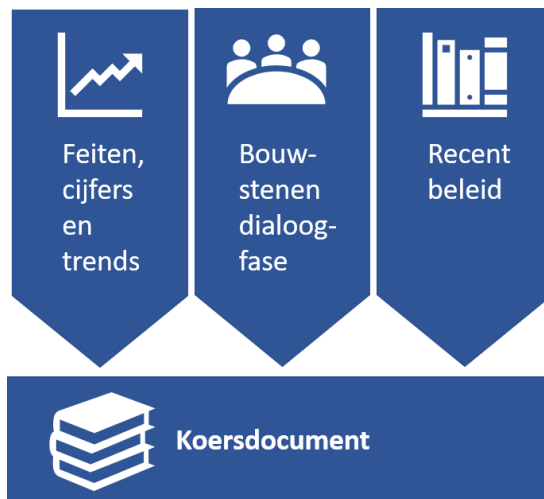 Feiten,
cijfers
en
trends
Bouw-
stenen
dialoog-
fase
Recent
beleid
Koersdocument